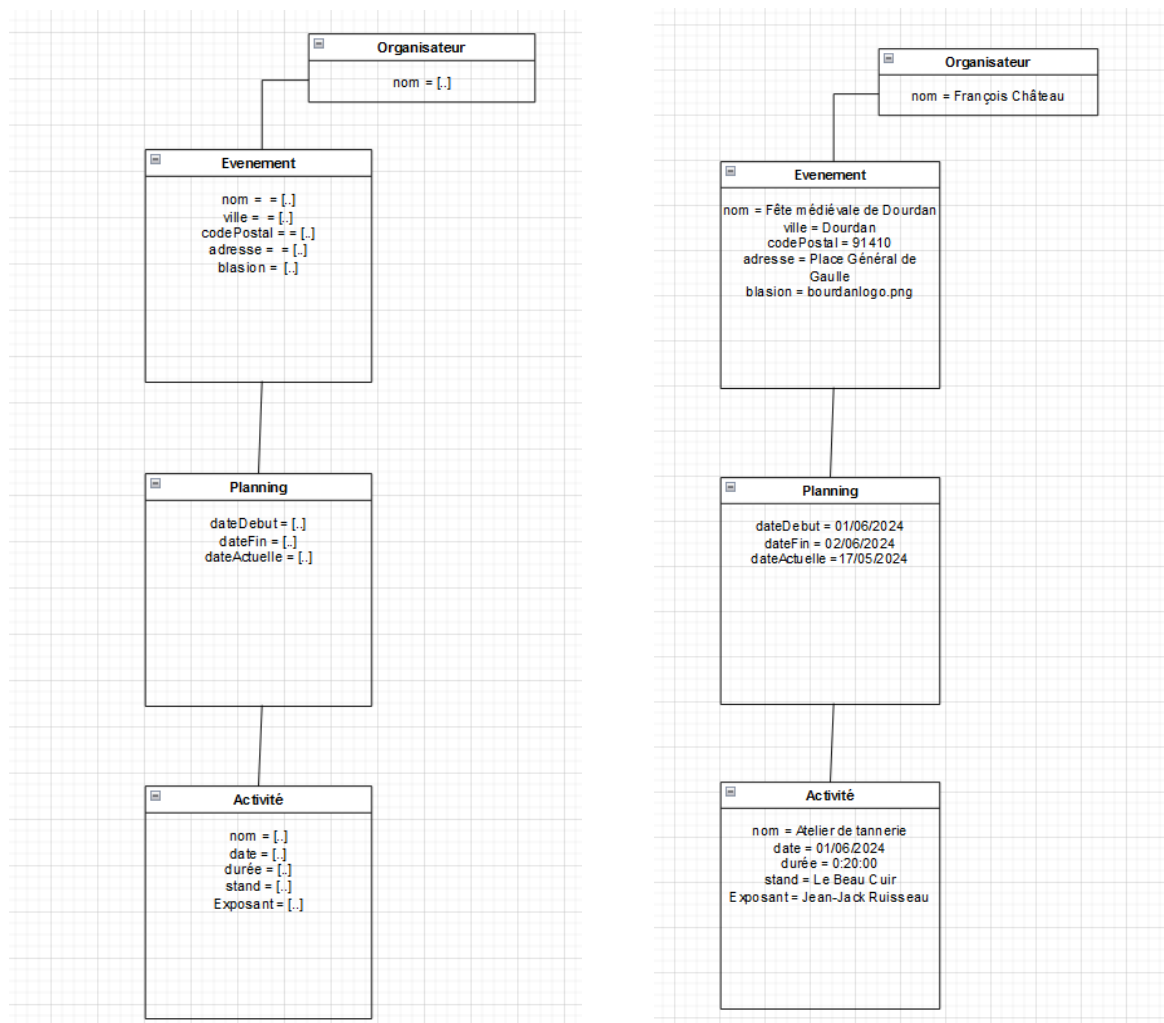 Organisateur
nom = [..]
Evenement
nom =  = [..]
ville =  = [..]
codePostal = = [..]
adresse =  = [..]
blasion =  [..]
Planning
dateDebut = [..]
dateFin = [..]
dateActuelle = [..]
Activité
nom = [..]
date = [..]
durée = [..]
stand = [..]
Exposant = [..]
Organisateur
nom = François Château
Evenement
nom = Fête médiévale de Dourdan
ville = Dourdan
codePostal = 91410
adresse = Place Général de
Gaulle
blasion = bourdanlogo.png
Planning
dateDebut = 01/06/2024
dateFin = 02/06/2024
dateActuelle =17/05/2024
Activité
nom = Atelier de tannerie
date = 01/06/2024
durée = 0:20:00
stand = Le Beau Cuir
Exposant = Jean-Jack Ruisseau